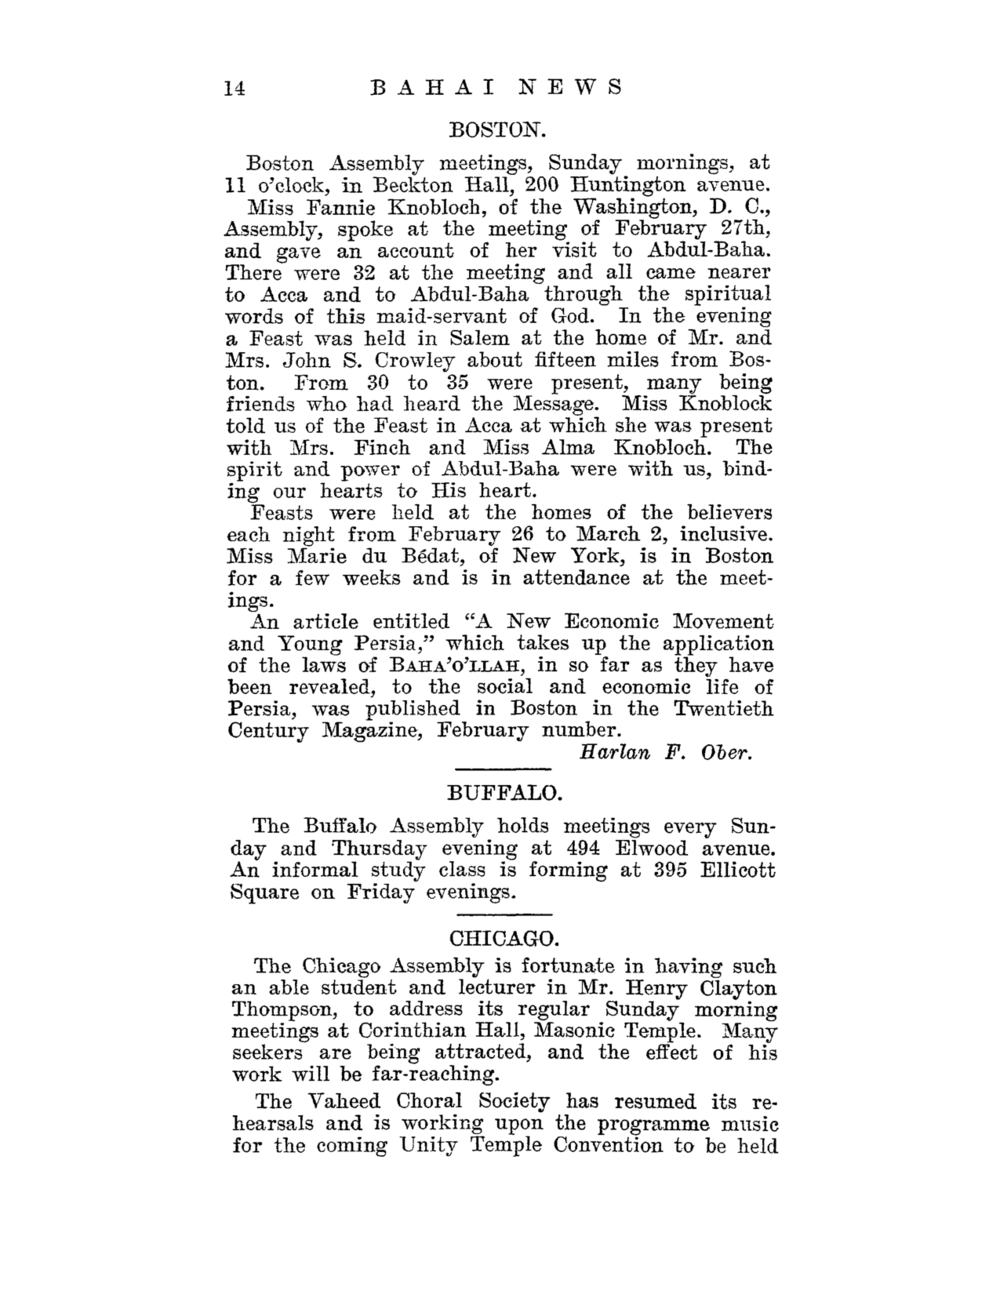 14 BAHAI NEWS
BOSTON.
Boston Assembly meetings, Sunday mornings, at
11 o'clock, in Beckton Hall, 200 Huntington avenue.
Miss Fannie Knobloch, of the Washington, D. C.,
Assembly, spoke at the meeting of February 27th,
and gave an account of her visit to Abdul-Baha.
There were 32 at the meeting and all came nearer
to Acca and to Abdul-Baha through the spiritual
words of this maid-servant of God. In the evening
a Feast was held in Salem at the home of Mr. and
Mrs. John S. Crowley about fifteen miles from Bos-
ton. From 30 to 35 were present, many being
friends who had heard the Message. Miss Knoblock
told us of the Feast in Acca at which she was present
with Mrs. Finch and Miss Alma Knobloch. The
spirit and power of Abdul-Baha were with us, bind-
ing our hearts to His heart.
Feasts were held at the homes of the believers
each night from February 26 to March 2, inclusive.
Miss Marie du Bédat, of New York, is in Boston
for a few weeks and is in attendance at the meet-
ings.
An article entitled “A New Economic Movement
and Young Persia,” which takes up the application
of the laws of BAHA'O'LLAH, in so far as they have
been revealed, to the social and economic life of
Persia, was published in Boston in the Twentieth
Century Magazine, February number.
Harlan F. Ober.
BUFFALO.
The Buffalo Assembly holds meetings every Sun-
day and Thursday evening at 494 Elwood avenue.
An informal study class is forming at 395 Ellicott
Square on Friday evenings.
CHICAGO.
The Chicago Assembly is fortunate in having such
an able student and lecturer in Mr. Henry Clayton
Thompson, to address its regular Sunday morning
meetings at Corinthian Hall, Masonic Temple. Many
seekers are being attracted, and the effect of his
work will be far-reaching.
The Vaheed Choral Society has resumed its re-
hearsals and is working upon the programme music
for the coming Unity Temple Convention to be held